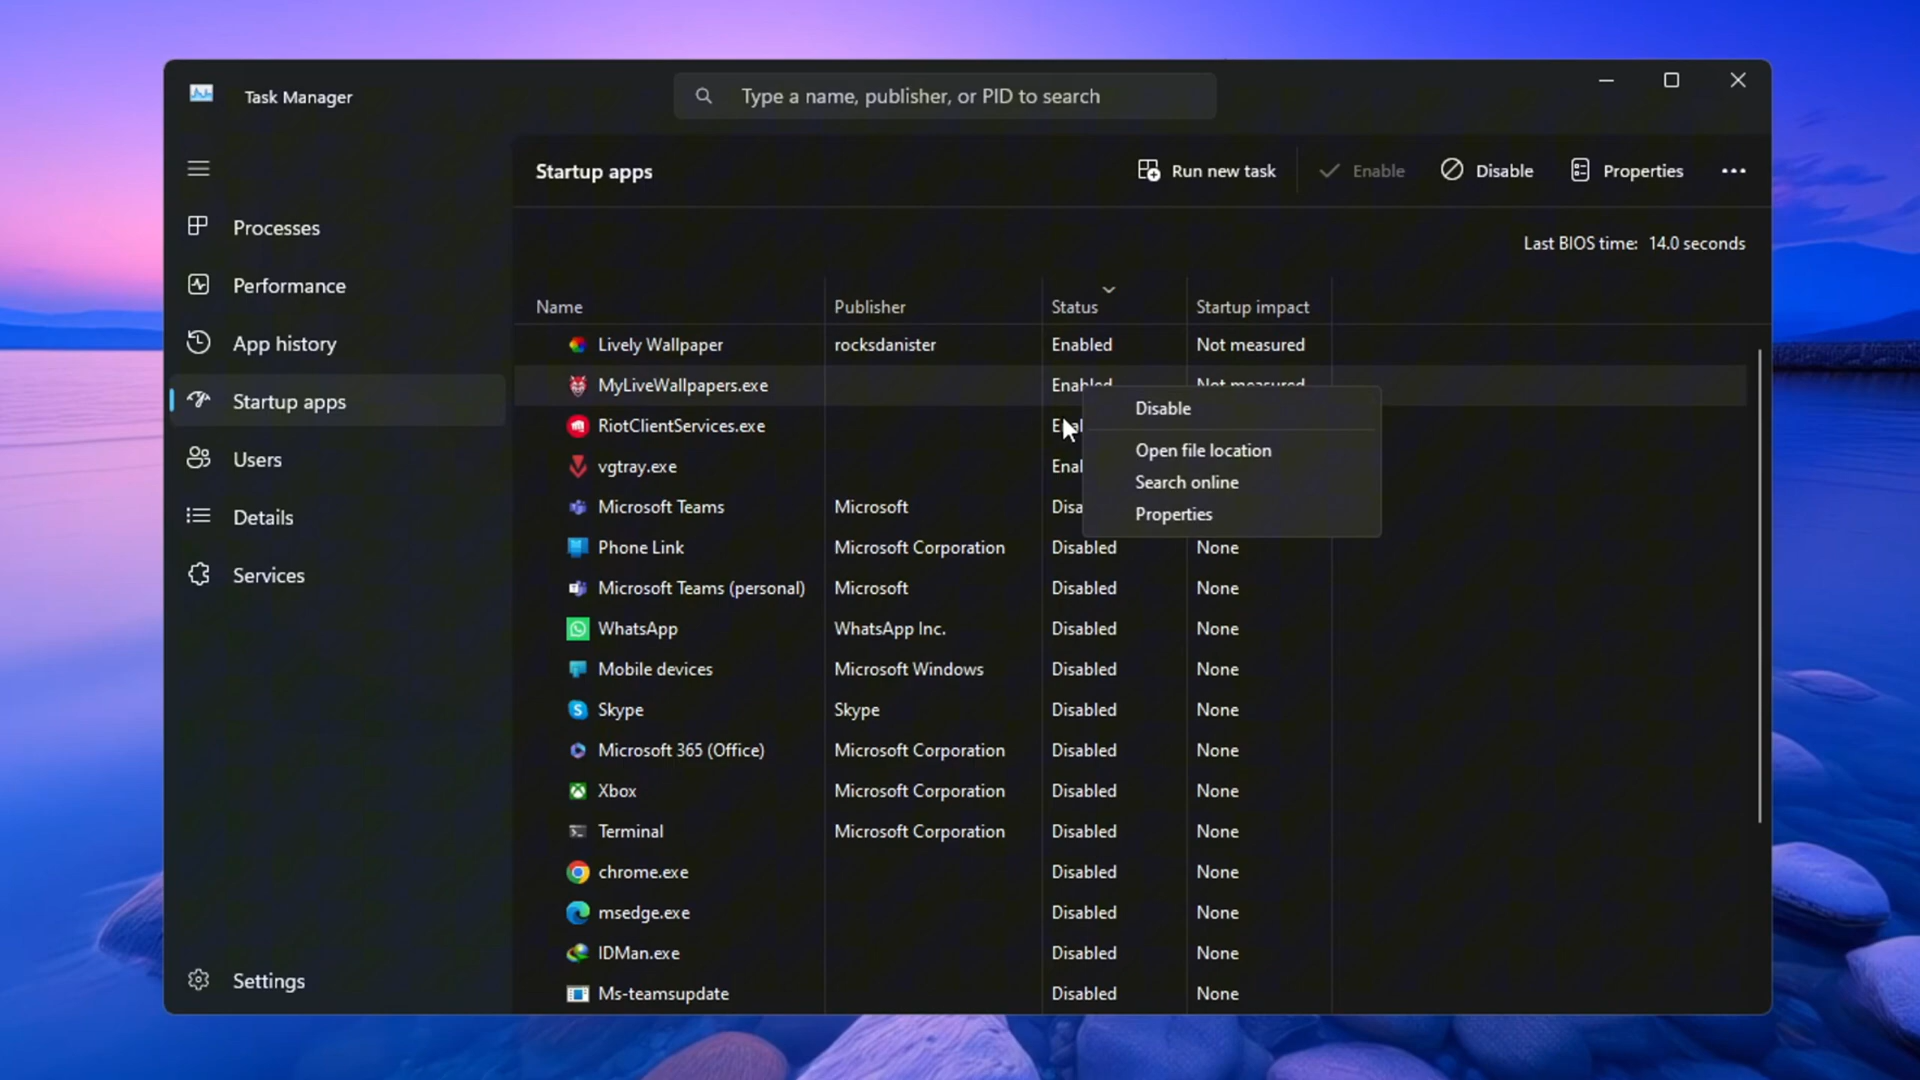 Task Manager
Type a name, publisher, or PID to search
Startup apps
Run new task
Enable
Disable
Properties
Last BIOS time: 14.0 seconds
Processes
Performance
App history
Startup apps
Users
Details
Services
Settings
Name Publisher Status Startup impact
Lively Wallpaper rocksdanister Enabled Not measured
MyLiveWallpapers.exe Enabled Not measured
RiotClientServices.exe
vgtray.exe Enal
Microsoft Teams Microsoft Disa
Phone Link Microsoft Corporation Disabled None
Microsoft Teams (personal) Microsoft Disabled None
WhatsApp WhatsApp Inc. Disabled None
Mobile devices Microsoft Windows Disabled None
Skype Skype Disabled None
Microsoft 365 (Office) Microsoft Corporation Disabled None
Xbox Microsoft Corporation Disabled None
Terminal Microsoft Corporation Disabled None
chrome.exe Disabled None
msedge.exe Disabled None
IDMan.exe Disabled None
Ms-teamsupdate Disabled None
Disable
Open file location
Search online
Properties